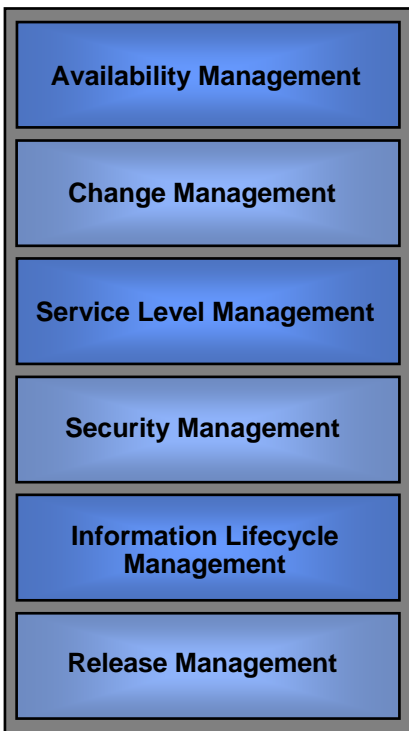 Availability Management
Change Management
Service Level Management
Security Management
Information Lifecycle
Management
Release Management